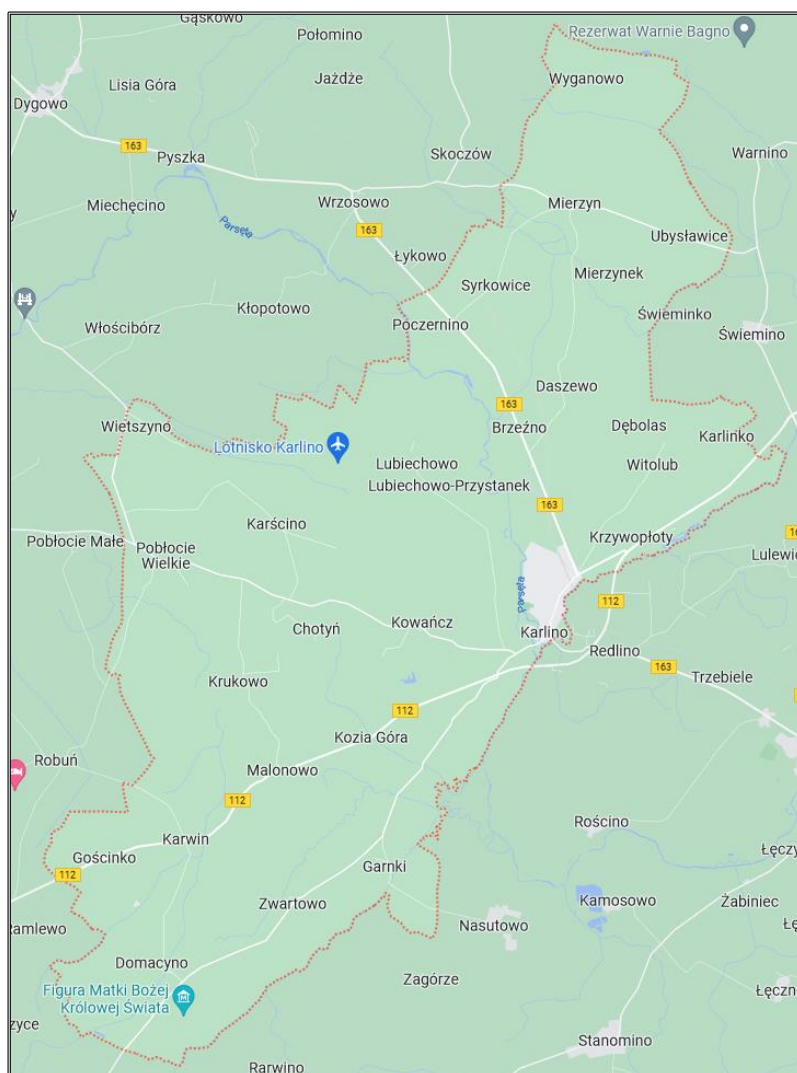 Gąskowo
Połomino
Rezerwat Warnie Bagno
Lisia Góra
Jażdże
Wyganowo
Dygowo
163
Pyszka
Skoczów
Warnino
Miechęcino
Wrzosowo
Mierzyn
Parsęta
163
Ubysławice
Łykowo
Mierzynek
Syrkowice
Kłopotowo
Świeminko
Włościbórz
Poczernino
Świemino
Daszewo
163
Wietszyno
Brzeźno
Dębolas
Karlinko
Lotnisko Karlino
Lubiechowo
Witolub
Lubiechowo-Przystanek
163
Karścino
Krzywopłoty
Pobłocie Małe
Pobłocie
Wielkie
Parsęta
112
Chotyń
Kowańcz
Karlino
Redlino
163
Krukowo
Trzebiele
112
Kozia Góra
Robuń
Malonowo
112
Karwin
Rościno
Gościnko
112
Garnki
Zwartowo
Kamosowo
Żabiniec
Nasutowo
Domacyno
Zagórze
Figura Matki Bożej
Królowej Świata
Stanomino
Rarwino